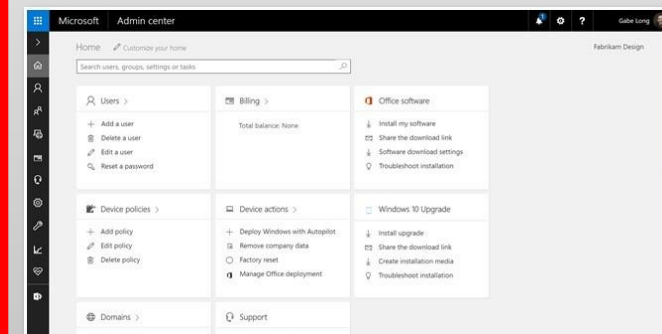 Microsoft Admin center
Gabe Long
Home Customize your home
Fabrikam Design
Search users, groups, settings or tasks
Users >
Add a user
Delete a user
Edit a user
Reset a password
Billing >
Total balance: None
Office software
Install my software
Share the download link
Software download settings
Troubleshoot installation
Device policies >
Add policy
Edit policy
Delete policy
Device actions >
Deploy Windows with Autopilot
Remove company data
Factory reset
Manage Office deployment
Windows 10 Upgrade
Install upgrade
Share the download link
Create installation media
Troubleshoot installation
Domains >
Support